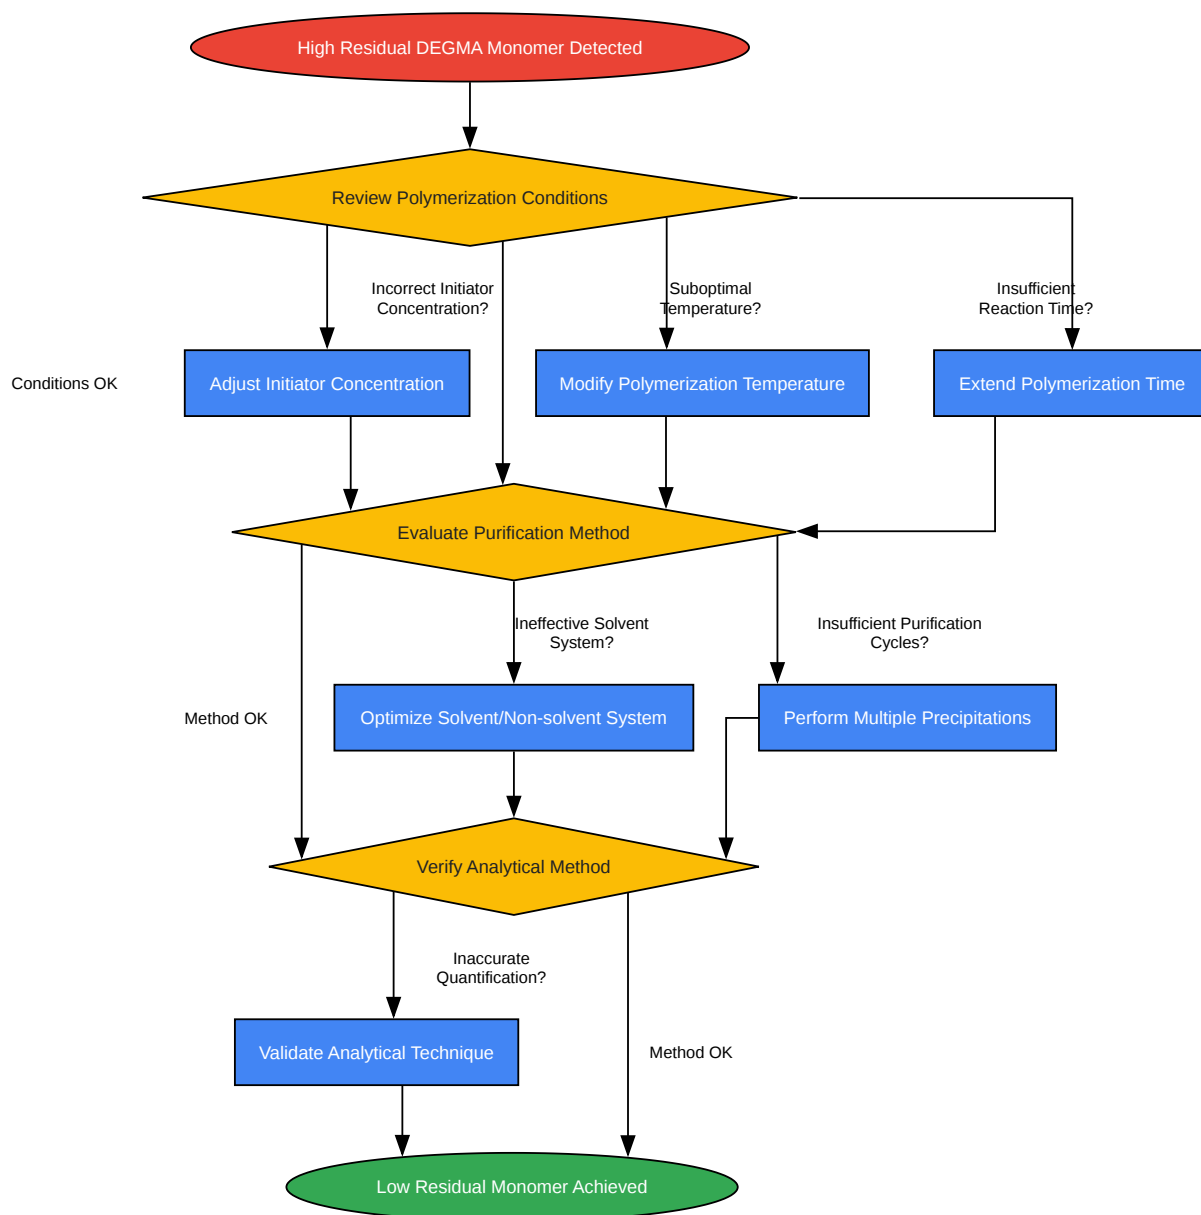 High Residual DEGMA Monomer Detected
Review Polymerization Conditions
Incorrect Initiator
Concentration?
Suboptimal
Temperature?
Insufficient
Reaction Time?
Conditions OK
Adjust Initiator Concentration
Modify Polymerization Temperature
Extend Polymerization Time
Evaluate Purification Method
Ineffective Solvent
System?
Insufficient Purification
Cycles?
Method OK
Optimize Solvent/Non-solvent System
Perform Multiple Precipitations
Verify Analytical Method
Inaccurate
Quantification?
Validate Analytical Technique
Method OK
Low Residual Monomer Achieved